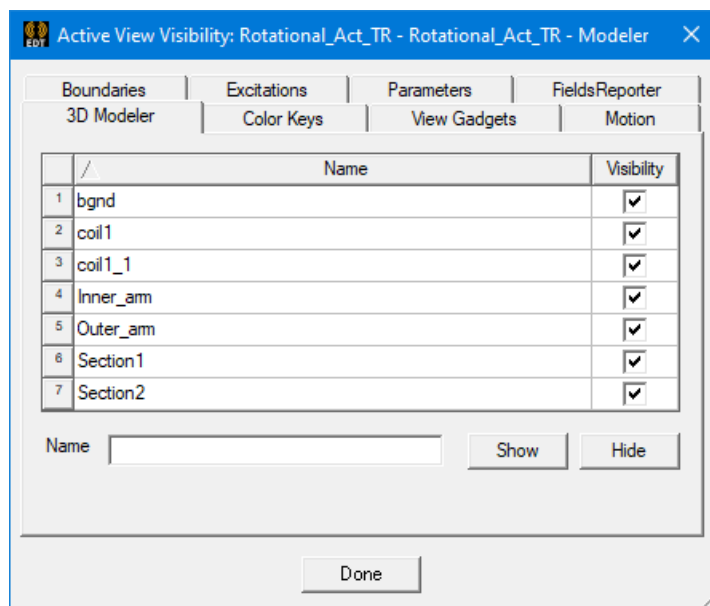 EDT
Active View Visibility: Rotational_Act_TR - Rotational_Act_TR - Modeler
Boundaries Excitations Parameters FieldsReporter
3D Modeler Color Keys View Gadgets Motion
Name Visibility
1 bgnd
2 coil1
3 coil1_1
4 Inner_arm
5 Outer_arm
6 Section1
7 Section2
Name Show Hide
Done